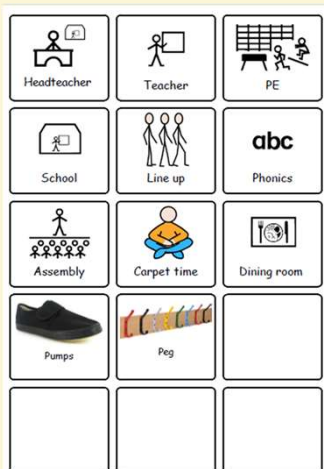 Headteacher
Teacher
PE
School
Line up
abc
Phonics
Assembly
Carpet time
Dining room
Pumps
Peg